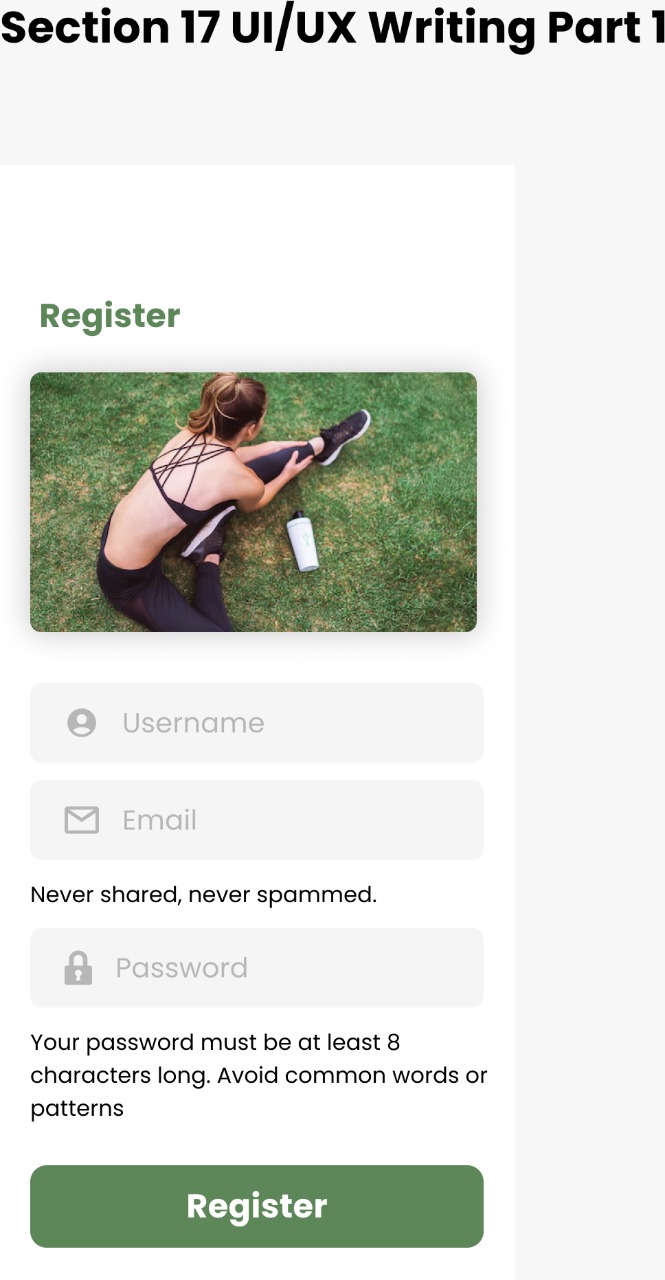 Section 17 UI/UX Writing Part 1
Register
Username
Email
Never shared, never spammed.
Password
Your password must be at least 8
characters long. Avoid common words or
patterns
Register